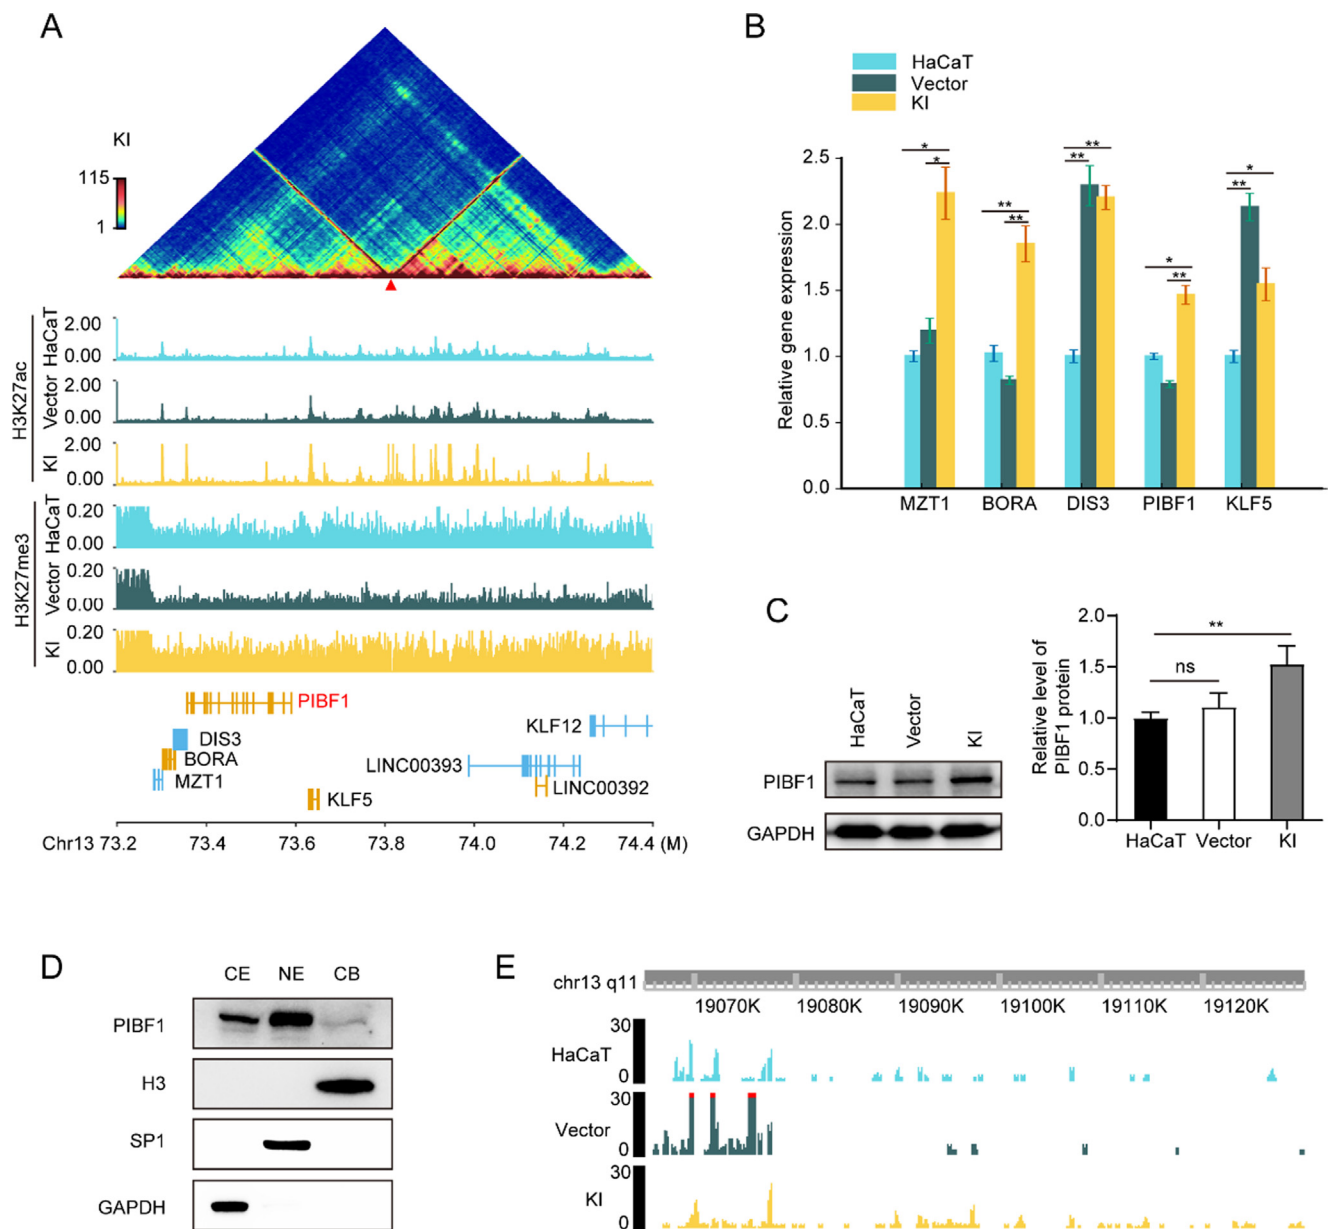 A
KI
115
1
H3K27ac
HaCaT
2.00
0.00
Vector
2.00
0.00
KI
2.00
0.00
H3K27me3
HaCaT
0.20
0.00
Vector
0.20
0.00
KI
0.20
0.00
PIBF1
KLF12
DIS3
BORA
LINC00393
MZT1
LINC00392
KLF5
Chr13 73.2 73.4 73.6 73.8 74.0 74.2 74.4 (M)
B
HaCaT
Vector
KI
Relative gene expression
2.5
2.0
1.5
1.0
0.5
0.0
* * ** ** ** ** * ** * **
MZT1 BORA DIS3 PIBF1 KLF5
C
HaCaT Vector KI
PIBF1
GAPDH
Relative level of
PIBF1 protein
2.0
1.5
1.0
0.5
0.0
**
ns
HaCaT Vector KI
D
CE NE CB
PIBF1
H3
SP1
GAPDH
E
chr13 q11
19070K 19080K 19090K 19100K 19110K 19120K
30
HaCaT
0
30
Vector
0
30
KI
0